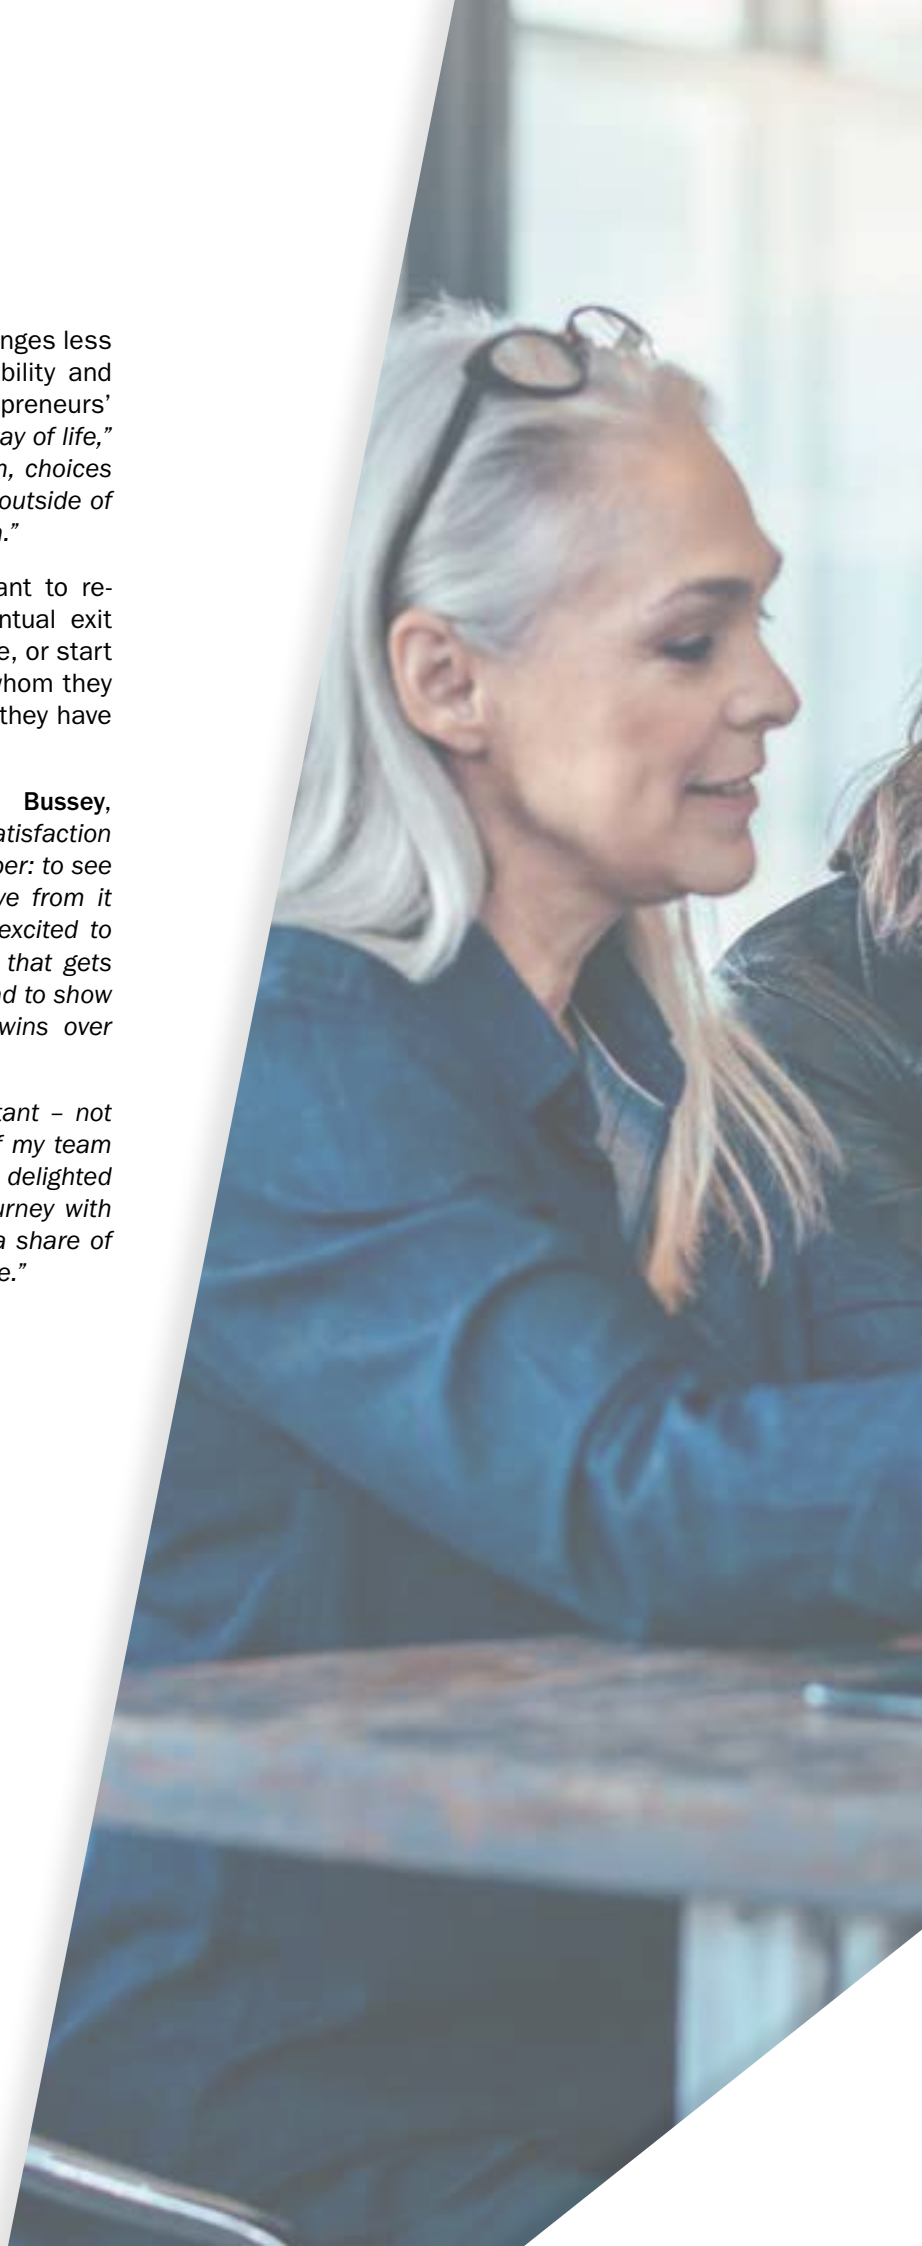 nges less
bility and
preneurs’
ay of life,”
n, choices
outside of
.”
ant to re-
ntual exit
e, or start
whom they
they have
Bussey,
atisfaction
per: to see
ve from it
excited to
that gets
nd to show
wins over
tant – not
f my team
delighted
urney with
a share of
e.”